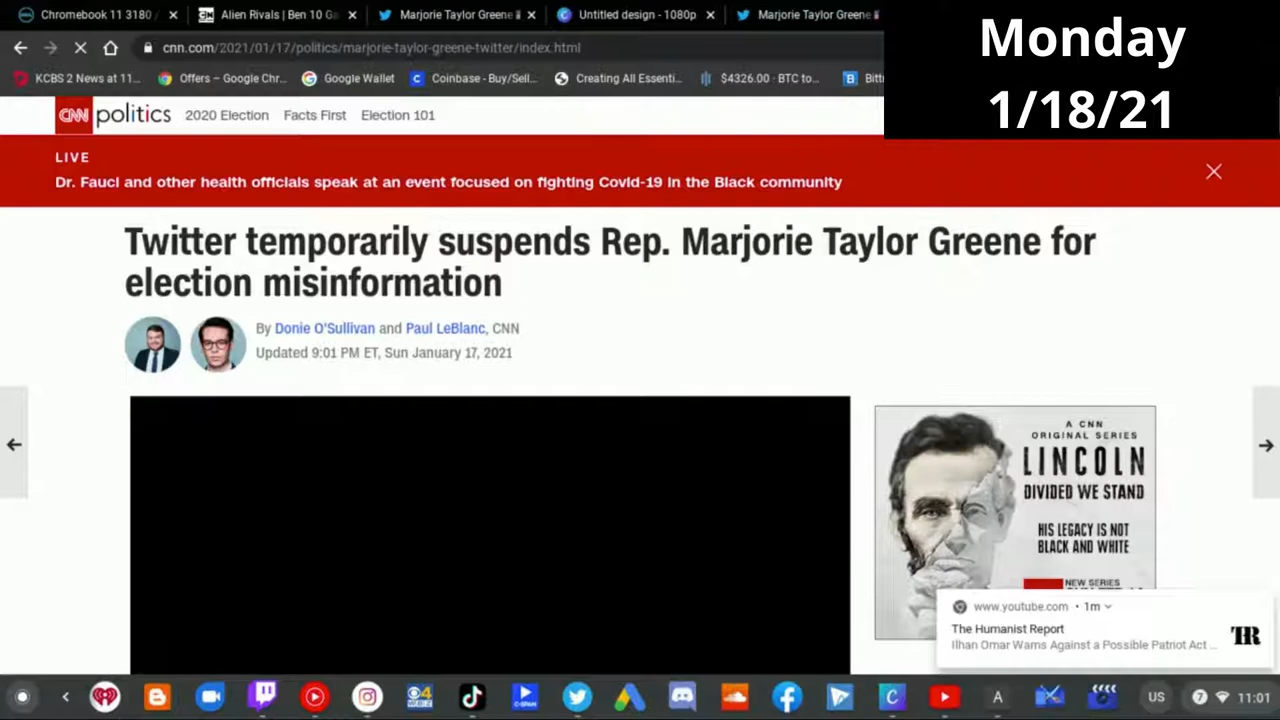 Chromebook 11 3180 /
Alien Rivals | Ben 10 G
Marjorie Taylor Greene
Untitled design - 1080p
Marjorie Taylor Greene
Monday
1/18/21
cnn.com/2021/01/17/politics/marjorie-taylor-greene-twitter/index.html
KCBS 2 News at 11...
Offers – Google Chr...
Google Wallet
Coinbase - Buy/Sell...
Creating All Essenti...
$4326.00 · BTC to...
Bitt
CNN politics
2020 Election
Facts First
Election 101
LIVE
Dr. Fauci and other health officials speak at an event focused on fighting Covid-19 in the Black community
Twitter temporarily suspends Rep. Marjorie Taylor Greene for
election misinformation
By Donie O'Sullivan and Paul LeBlanc, CNN
Updated 9:01 PM ET, Sun January 17, 2021
A CNN
ORIGINAL SERIES
LINCOLN
DIVIDED WE STAND
HIS LEGACY IS NOT
BLACK AND WHITE
NEW SERIES
www.youtube.com • 1m
The Humanist Report
Ilhan Omar Warns Against a Possible Patriot Act ...
TR
C-SPAN
A
US
7
11:01